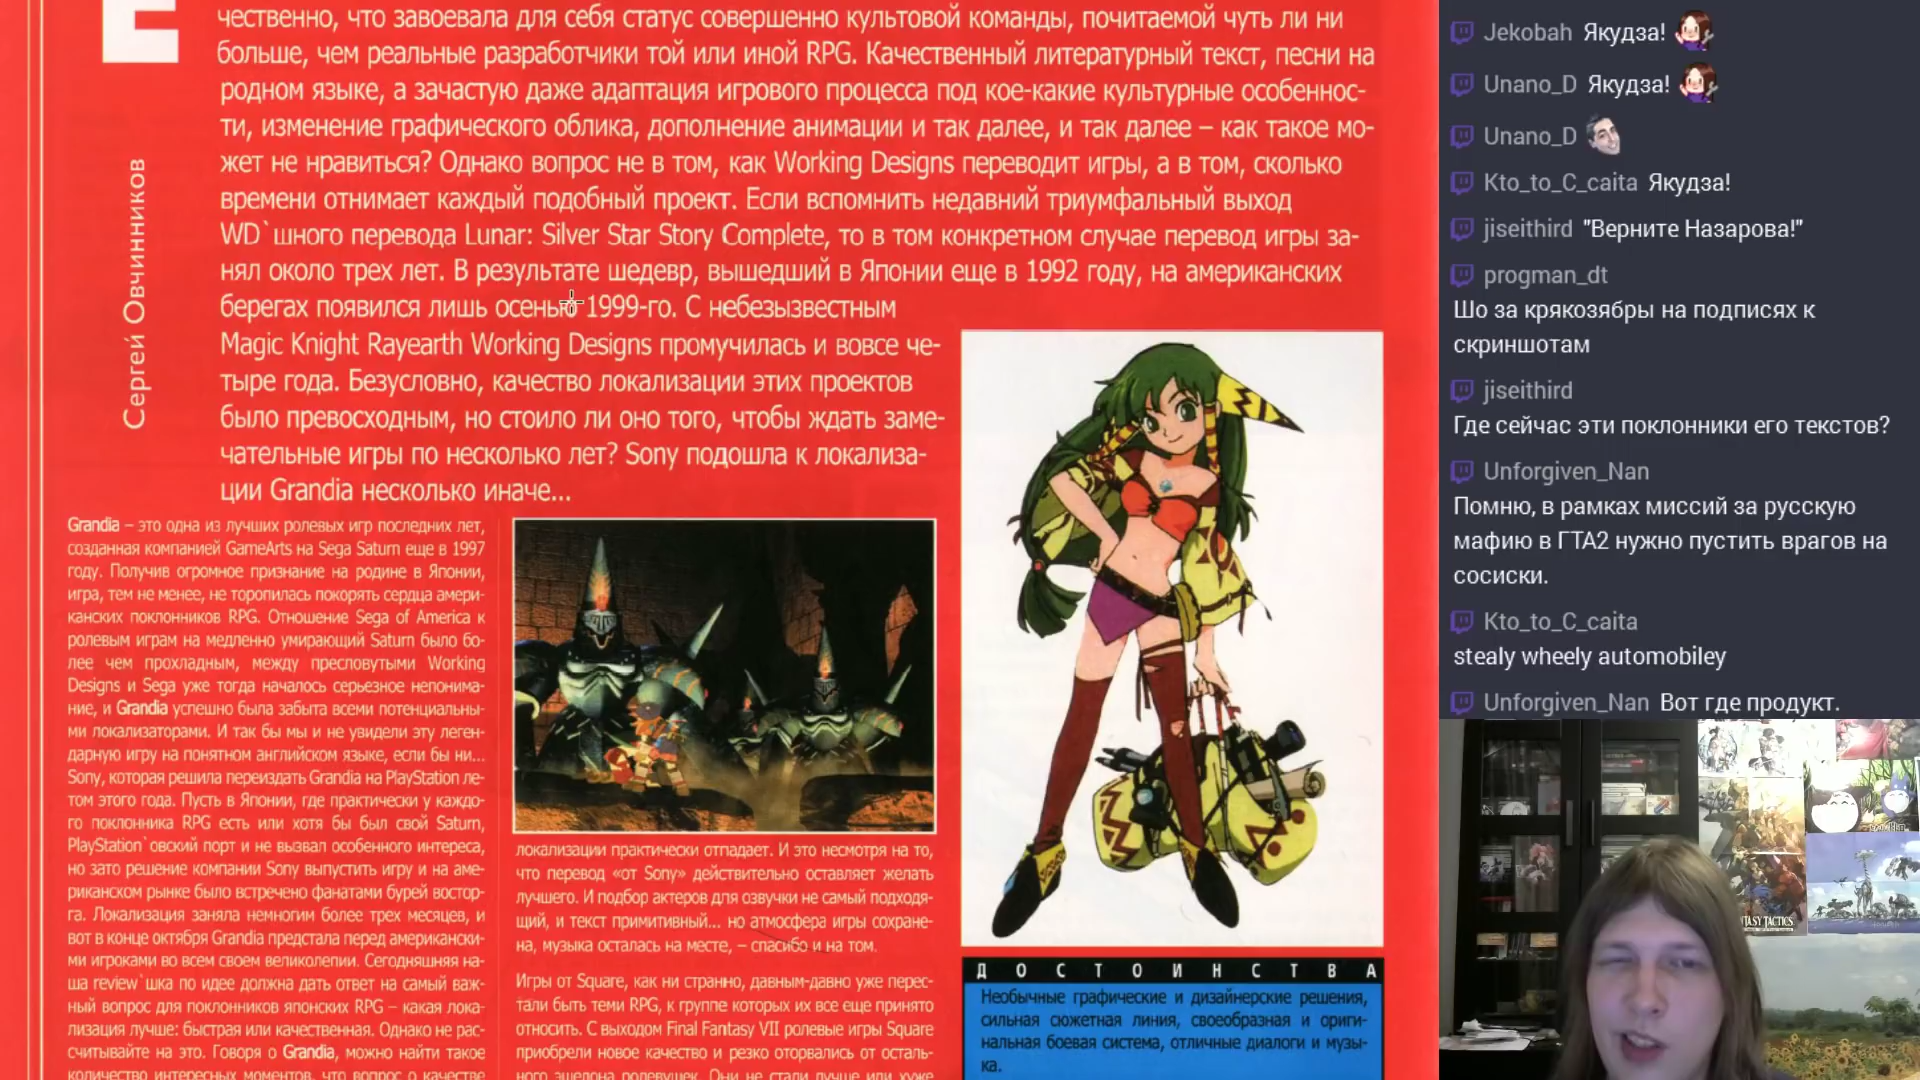 чественно, что завоевала для себя статус совершенно культовой команды, почитаемой чуть ли ни
больше, чем реальные разработчики той или иной RPG. Качественный литературный текст, песни на
родном языке, а зачастую даже адаптация игрового процесса под кое-какие культурные особеннос-
ти, изменение графического облика, дополнение анимации и так далее, и так далее – как такое мо-
жет не нравиться? Однако вопрос не в том, как Working Designs переводит игры, а в том, сколько
времени отнимает каждый подобный проект. Если вспомнить недавний триумфальный выход
WD`шного перевода Lunar: Silver Star Story Complete, то в том конкретном случае перевод игры за-
нял около трех лет. В результате шедевр, вышедший в Японии еще в 1992 году, на американских
берегах появился лишь осенью 1999-го. С небезызвестным
Magic Knight Rayearth Working Designs промучилась и вовсе че-
тыре года. Безусловно, качество локализации этих проектов
было превосходным, но стоило ли оно того, чтобы ждать заме-
чательные игры по несколько лет? Sony подошла к локализа-
ции Grandia несколько иначе...
Сергей Овчинников
Grandia – это одна из лучших ролевых игр последних лет,
созданная компанией GameArts на Sega Saturn еще в 1997
году. Получив огромное признание на родине в Японии,
игра, тем не менее, не торопилась покорять сердца амери-
канских поклонников RPG. Отношение Sega of America к
ролевым играм на медленно умирающий Saturn было бо-
лее чем прохладным, между пресловутыми Working
Designs и Sega уже тогда началось серьезное непонима-
ние, и Grandia успешно была забыта всеми потенциальны-
ми локализаторами. И так бы мы и не увидели эту леген-
дарную игру на понятном английском языке, если бы ни...
Sony, которая решила переиздать Grandia на PlayStation ле-
том этого года. Пусть в Японии, где практически у каждо-
го поклонника RPG есть или хотя бы был свой Saturn,
PlayStation`овский порт и не вызвал особенного интереса,
но зато решение компании Sony выпустить игру и на аме-
риканском рынке было встречено фанатами бурей востор-
га. Локализация заняла немногим более трех месяцев, и
вот в конце октября Grandia предстала перед американски-
ми игроками во всем своем великолепии. Сегодняшняя на-
ша review`шка по идее должна дать ответ на самый важ-
ный вопрос для поклонников японских RPG – какая лока-
лизация лучше: быстрая или качественная. Однако не рас-
считывайте на это. Говоря о Grandia, можно найти такое
количество интересных моментов, что вопрос о качестве
локализации практически отпадает. И это несмотря на то,
что перевод «от Sony» действительно оставляет желать
лучшего. И подбор актеров для озвучки не самый подходя-
щий, и текст примитивный... но атмосфера игры сохране-
на, музыка осталась на месте, – спасибо и на том.
Игры от Square, как ни странно, давным-давно уже перес-
тали быть теми RPG, к группе которых их все еще принято
относить. С выходом Final Fantasy VII ролевые игры Square
приобрели новое качество и резко оторвались от осталь-
ного эшелона ролевушек. Они не стали лучше или хуже
ДОСТОИНСТВА
Необычные графические и дизайнерские решения,
сильная сюжетная линия, своеобразная и ориги-
нальная боевая система, отличные диалоги и музы-
ка.
Jekobah Якудза!
Unano_D Якудза!
Unano_D
Kto_to_C_caita Якудза!
jiseithird "Верните Назарова!"
progman_dt
Шо за крякозябры на подписях к
скриншотам
jiseithird
Где сейчас эти поклонники его текстов?
Unforgiven_Nan
Помню, в рамках миссий за русскую
мафию в ГТА2 нужно пустить врагов на
сосиски.
Kto_to_C_caita
stealy wheely automobiley
Unforgiven_Nan Вот где продукт.
TACTICS